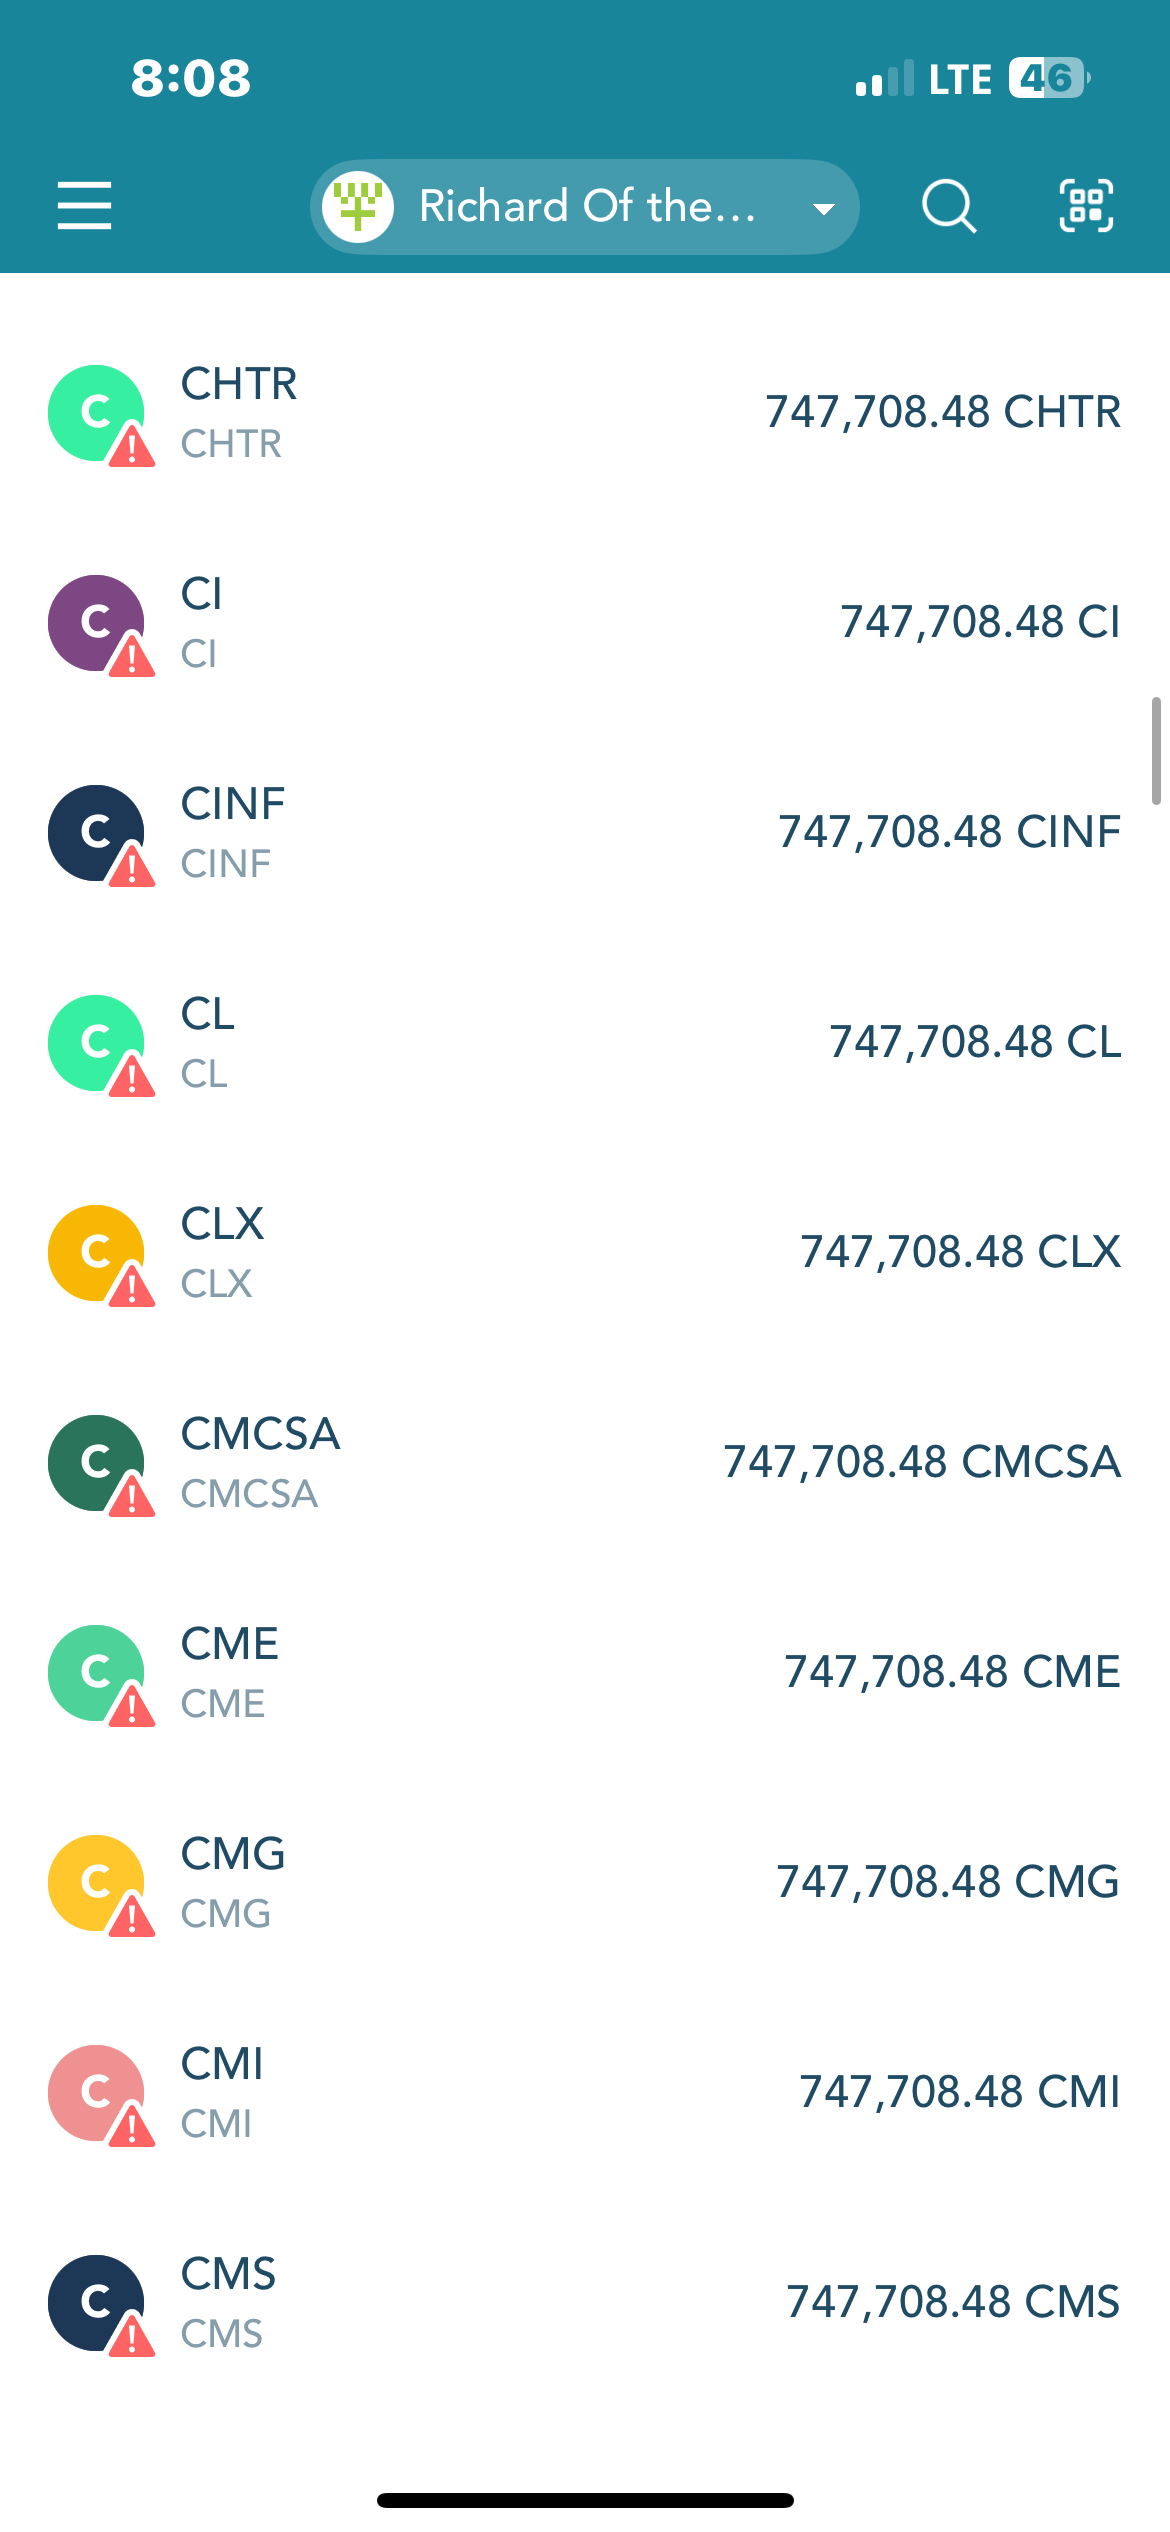 8:08
LTE 46
Richard Of the...
C
CHTR
CHTR
747,708.48 CHTR
C
CI
CI
747,708.48 CI
C
CINF
CINF
747,708.48 CINF
C
CL
CL
747,708.48 CL
C
CLX
CLX
747,708.48 CLX
C
CMCSA
CMCSA
747,708.48 CMCSA
C
CME
CME
747,708.48 CME
C
CMG
CMG
747,708.48 CMG
C
CMI
CMI
747,708.48 CMI
C
CMS
CMS
747,708.48 CMS